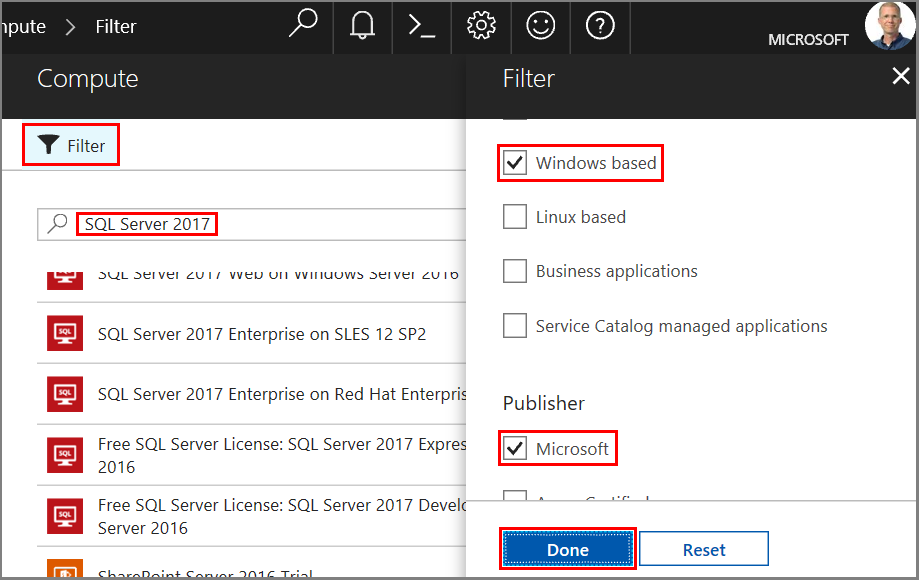 mpute > Filter
MICROSOFT
Compute
Filter
SQL Server 2017
SQL Server 2017 Web on Windows Server 2016
SQL Server 2017 Enterprise on SLES 12 SP2
SQL Server 2017 Enterprise on Red Hat Enterpris
Free SQL Server License: SQL Server 2017 Expres
2016
Free SQL Server License: SQL Server 2017 Develo
Server 2016
SharePoint Server 2016 Trial
Filter
Windows based
Linux based
Business applications
Service Catalog managed applications
Publisher
Microsoft
Done
Reset